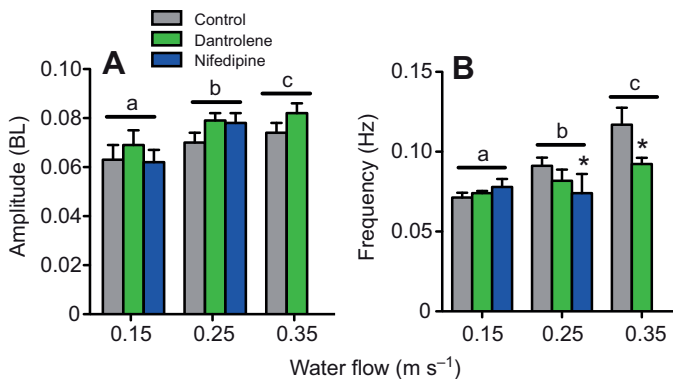 Control
Dantrolene
Nifedipine
A
Amplitude (BL)
0.10
0.08
0.06
0.04
0.02
0
a
b
c
0.15
0.25
0.35
B
Frequency (Hz)
0.15
0.10
0.05
0
a
b
*
c
*
0.15
0.25
0.35
Water flow (m s⁻¹)